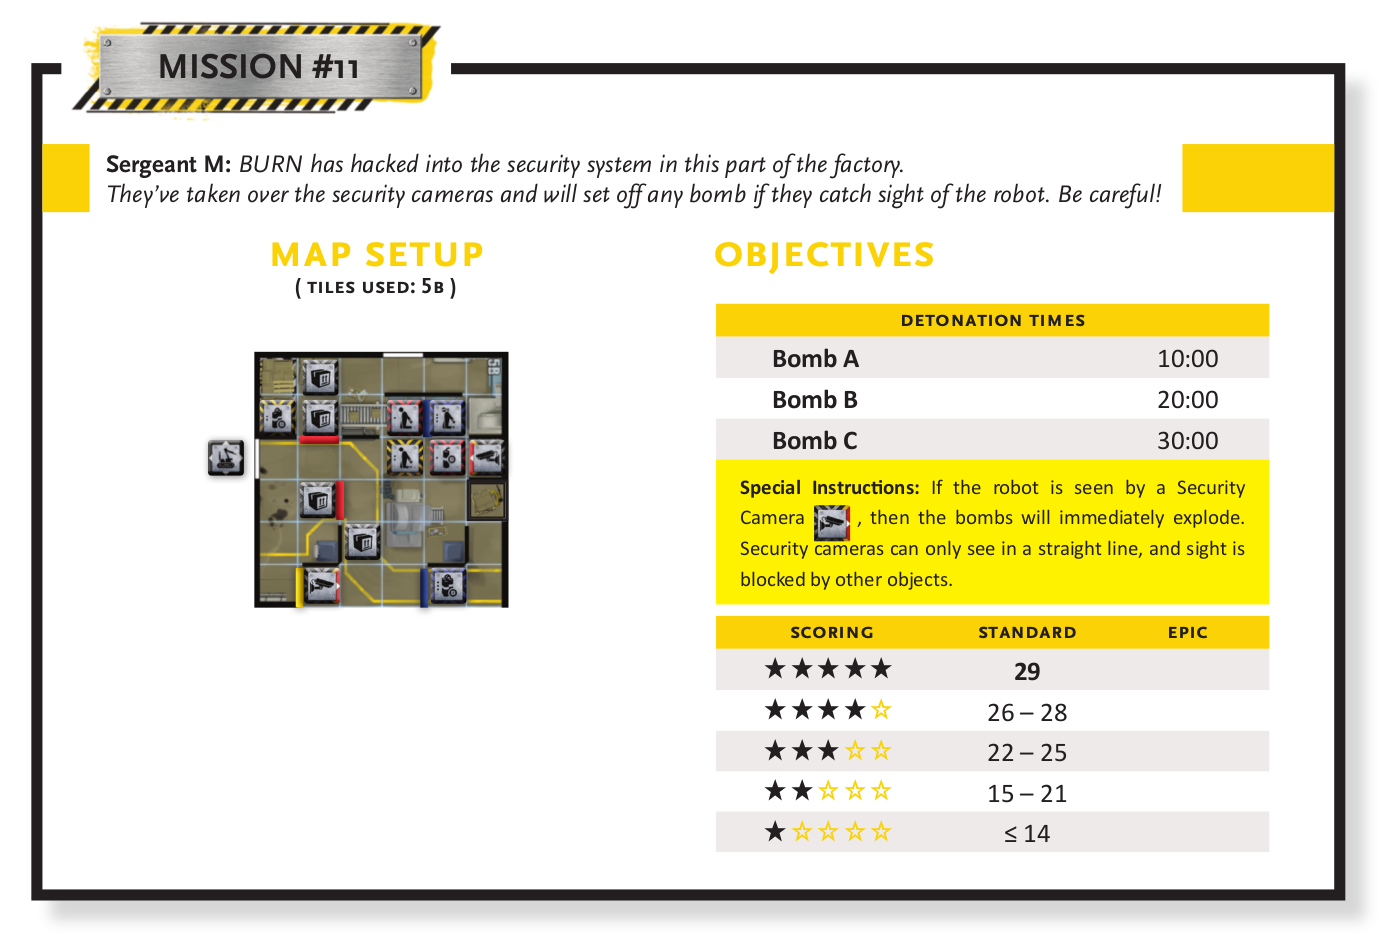 MISSION #11
Sergeant M: BURN has hacked into the security system in this part of the factory.
They've taken over the security cameras and will set off any bomb if they catch sight of the robot. Be careful!
MAP SETUP
( TILES USED: 5B )
5B
OBJECTIVES
DETONATION TIMES
Bomb A 10:00
Bomb B 20:00
Bomb C 30:00
Special Instructions: If the robot is seen by a Security
Camera , then the bombs will immediately explode.
Security cameras can only see in a straight line, and sight is
blocked by other objects.
SCORING STANDARD EPIC
★★★★★ 29
★★★★☆ 26 – 28
★★★☆☆ 22 – 25
★★☆☆☆ 15 – 21
★☆☆☆☆ ≤ 14